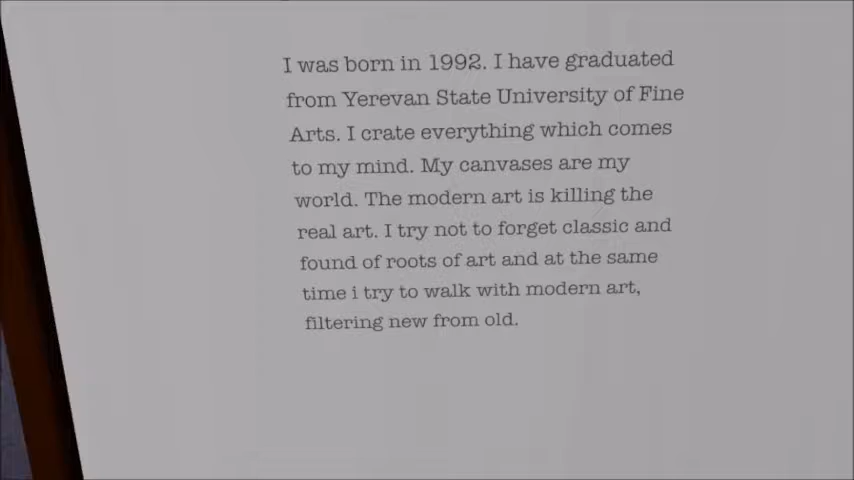 I was born in 1992. I have graduated
from Yerevan State University of Fine
Arts. I crate everything which comes
to my mind. My canvases are my
world. The modern art is killing the
real art. I try not to forget classic and
found of roots of art and at the same
time i try to walk with modern art,
filtering new from old.